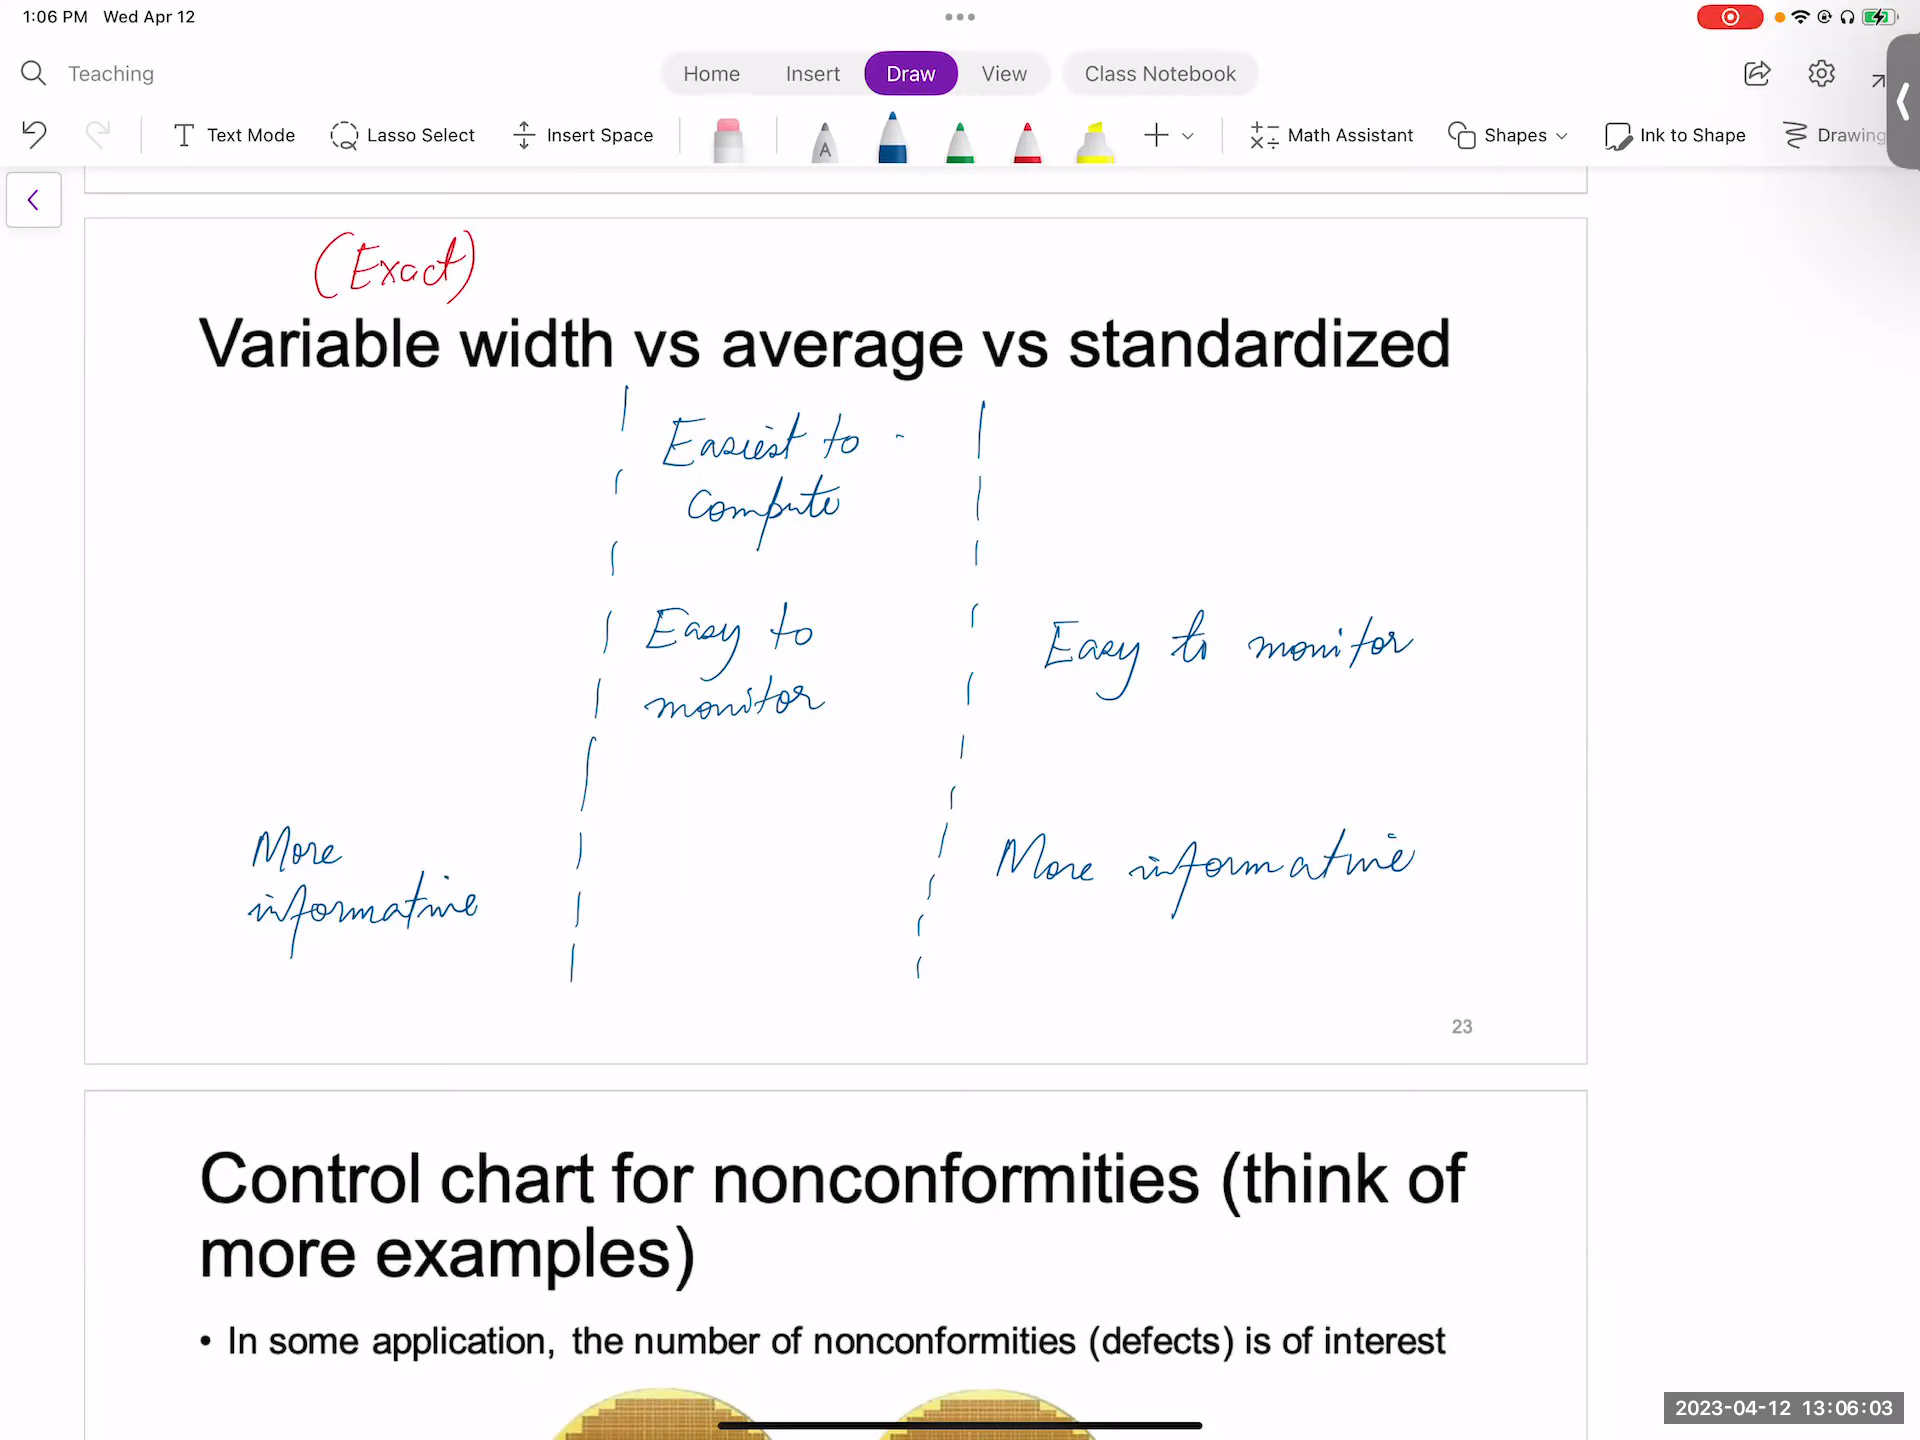 1:06 PM Wed Apr 12
Teaching
Home Insert Draw View Class Notebook
Text Mode Lasso Select Insert Space Math Assistant Shapes Ink to Shape Drawing
(Exact)
Variable width vs average vs standardized
Easiest to
compute
Easy to
monitor
Easy to monitor
More
informative
More informative
23
Control chart for nonconformities (think of
more examples)
• In some application, the number of nonconformities (defects) is of interest
2023-04-12 13:06:03